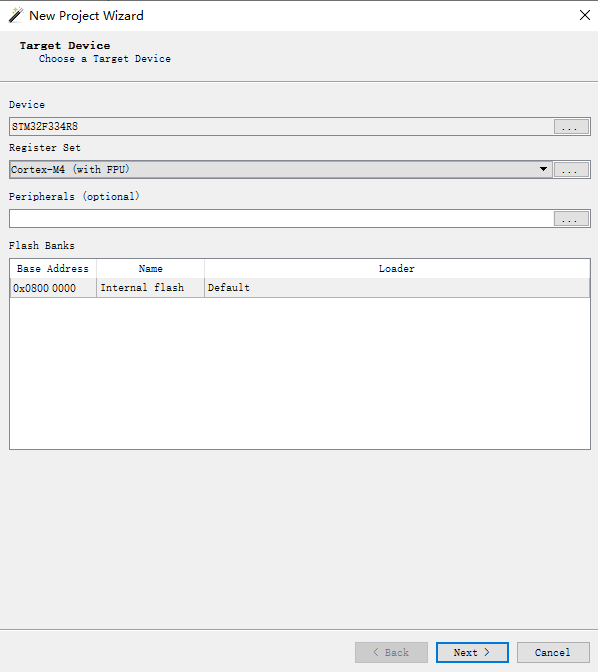 New Project Wizard
Target Device
Choose a Target Device
Device
STM32F334R8
...
Register Set
Cortex-M4 (with FPU)
...
Peripherals (optional)
...
Flash Banks
Base Address Name Loader
0x0800 0000 Internal flash Default
< Back Next > Cancel